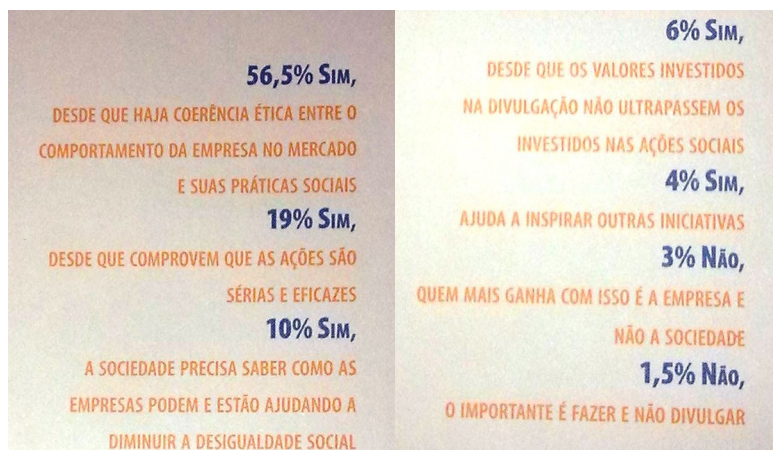 56,5% SIM,
DESDE QUE HAJA COERÊNCIA ÉTICA ENTRE O
COMPORTAMENTO DA EMPRESA NO MERCADO
E SUAS PRÁTICAS SOCIAIS
19% SIM,
DESDE QUE COMPROVEM QUE AS AÇÕES SÃO
SÉRIAS E EFICAZES
10% SIM,
A SOCIEDADE PRECISA SABER COMO AS
EMPRESAS PODEM E ESTÃO AJUDANDO A
DIMINUIR A DESIGUALDADE SOCIAL
6% SIM,
DESDE QUE OS VALORES INVESTIDOS
NA DIVULGAÇÃO NÃO ULTRAPASSEM OS
INVESTIDOS NAS AÇÕES SOCIAIS
4% SIM,
AJUDA A INSPIRAR OUTRAS INICIATIVAS
3% NÃO,
QUEM MAIS GANHA COM ISSO É A EMPRESA E
NÃO A SOCIEDADE
1,5% NÃO,
O IMPORTANTE É FAZER E NÃO DIVULGAR